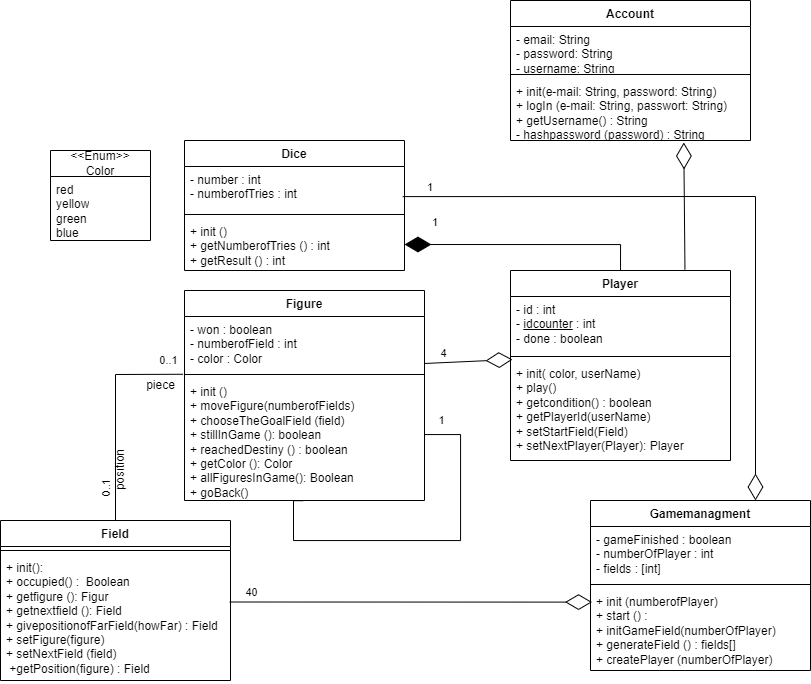 Account
- email: String
- password: String
- username: String
+ init(e-mail: String, password: String)
+ logIn (e-mail: String, passwort: String)
+ getUsername() : String
- hashpassword (password) : String
<<Enum>>
Color
red
yellow
green
blue
Dice
- number : int
- numberofTries : int
+ init ()
+ getNumberofTries () : int
+ getResult () : int
1
1
Player
- id : int
- idcounter : int
- done : boolean
+ init( color, userName)
+ play()
+ getcondition() : boolean
+ getPlayerId(userName)
+ setStartField(Field)
+ setNextPlayer(Player): Player
Figure
- won : boolean
- numberofField : int
- color : Color
+ init ()
+ moveFigure(numberofFields)
+ chooseTheGoalField (field)
+ stillInGame (): boolean
+ reachedDestiny () : boolean
+ getColor (): Color
+ allFiguresInGame(): Boolean
+ goBack()
4
1
0..1
piece
0..1
position
Field
+ init():
+ occupied() :  Boolean
+ getfigure (): Figur
+ getnextfield (): Field
+ givepositionofFarField(howFar) : Field
+ setFigure(figure)
+ setNextField (field)
+getPosition(figure) : Field
40
Gamemanagment
- gameFinished : boolean
- numberOfPlayer : int
- fields : [int]
+ init (numberofPlayer)
+ start () :
+ initGameField(numberOfPlayer)
+ generateField () : fields[]
+ createPlayer (numberOfPlayer)